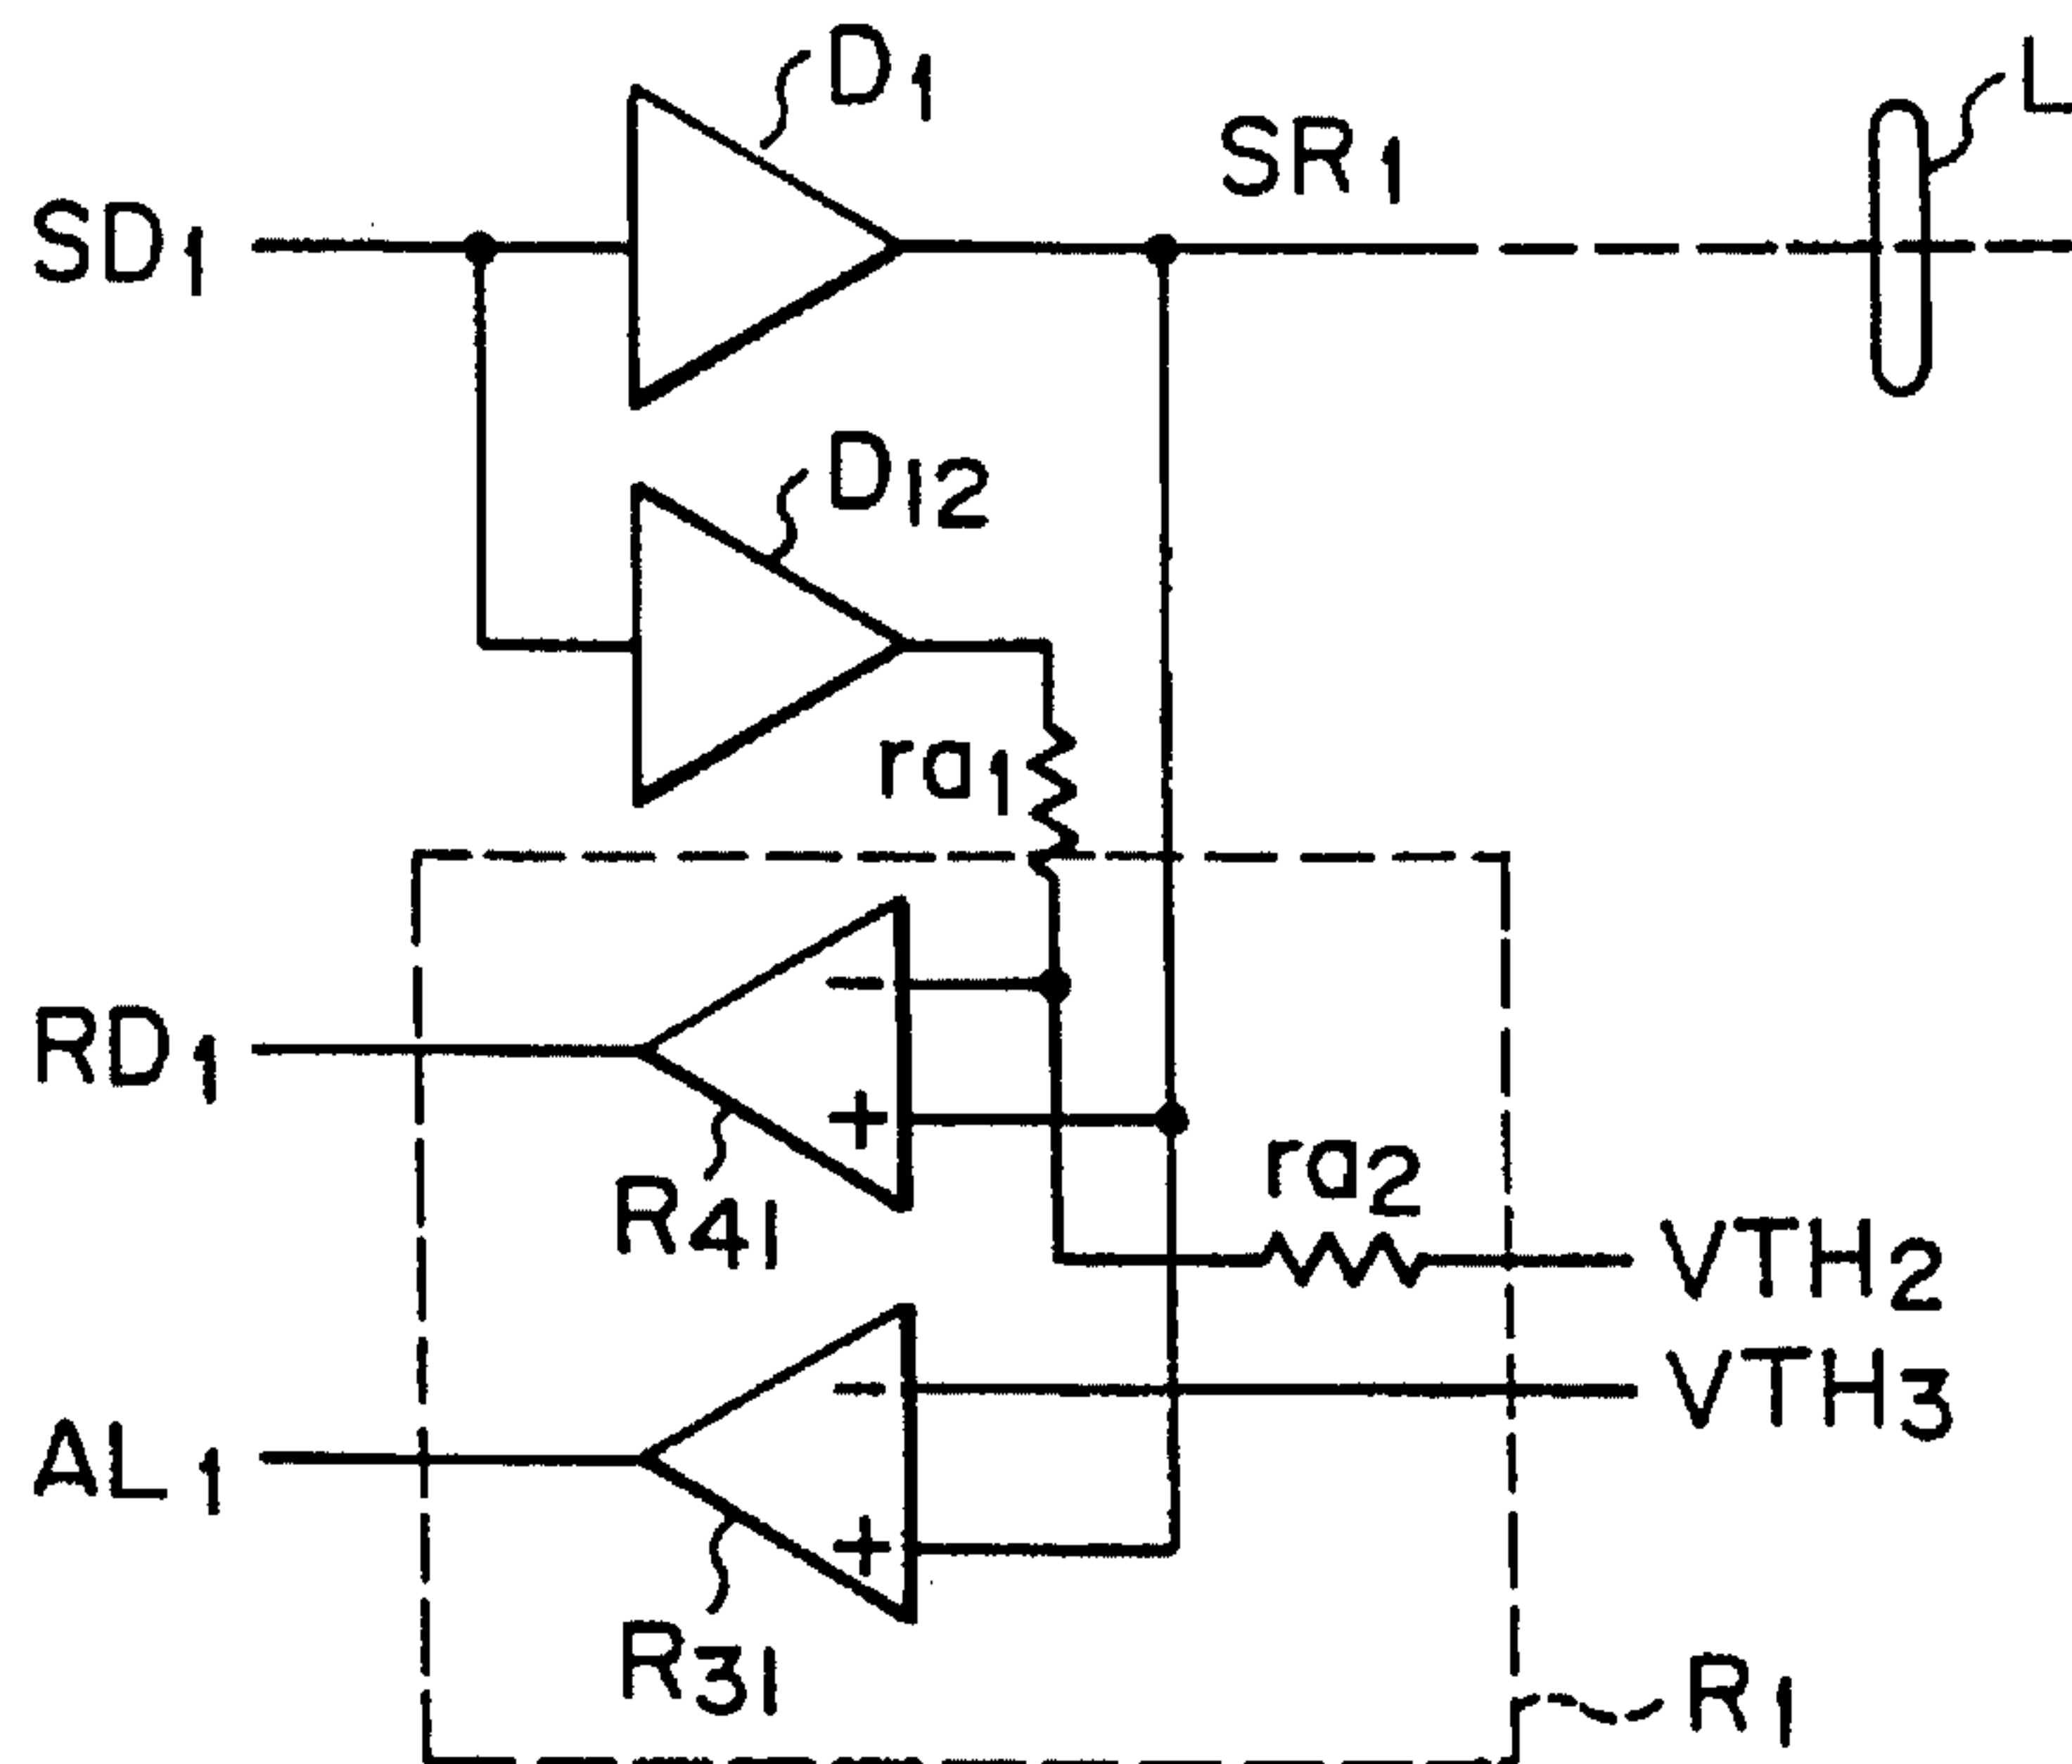 D1
L
SR1
SD1
D12
ra1
RD1
−
+
ra2
R41
VTH2
VTH3
−
AL1
+
R31
R1